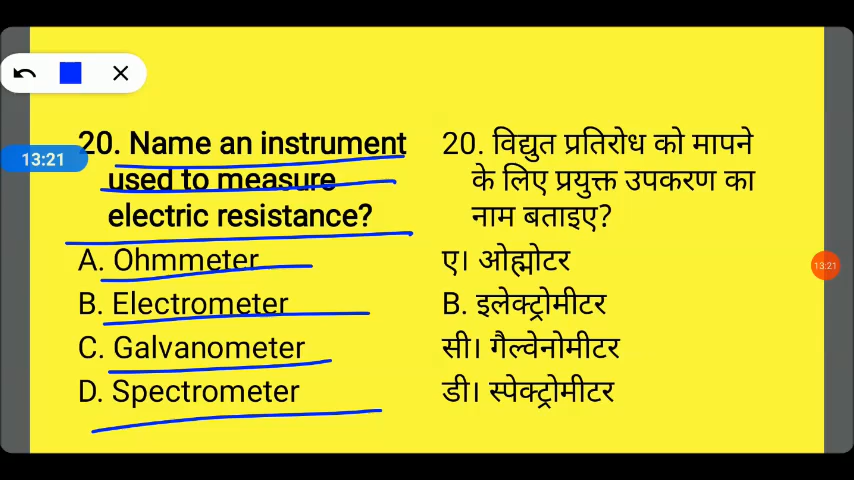 20. Name an instrument
used to measure
electric resistance?
A. Ohmmeter
B. Electrometer
C. Galvanometer
D. Spectrometer
20. विद्युत प्रतिरोध को मापने
के लिए प्रयुक्त उपकरण का
नाम बताइए?
ए। ओह्मोटर
B. इलेक्ट्रोमीटर
सी। गैल्वेनोमीटर
डी। स्पेक्ट्रोमीटर
13:21
13:21